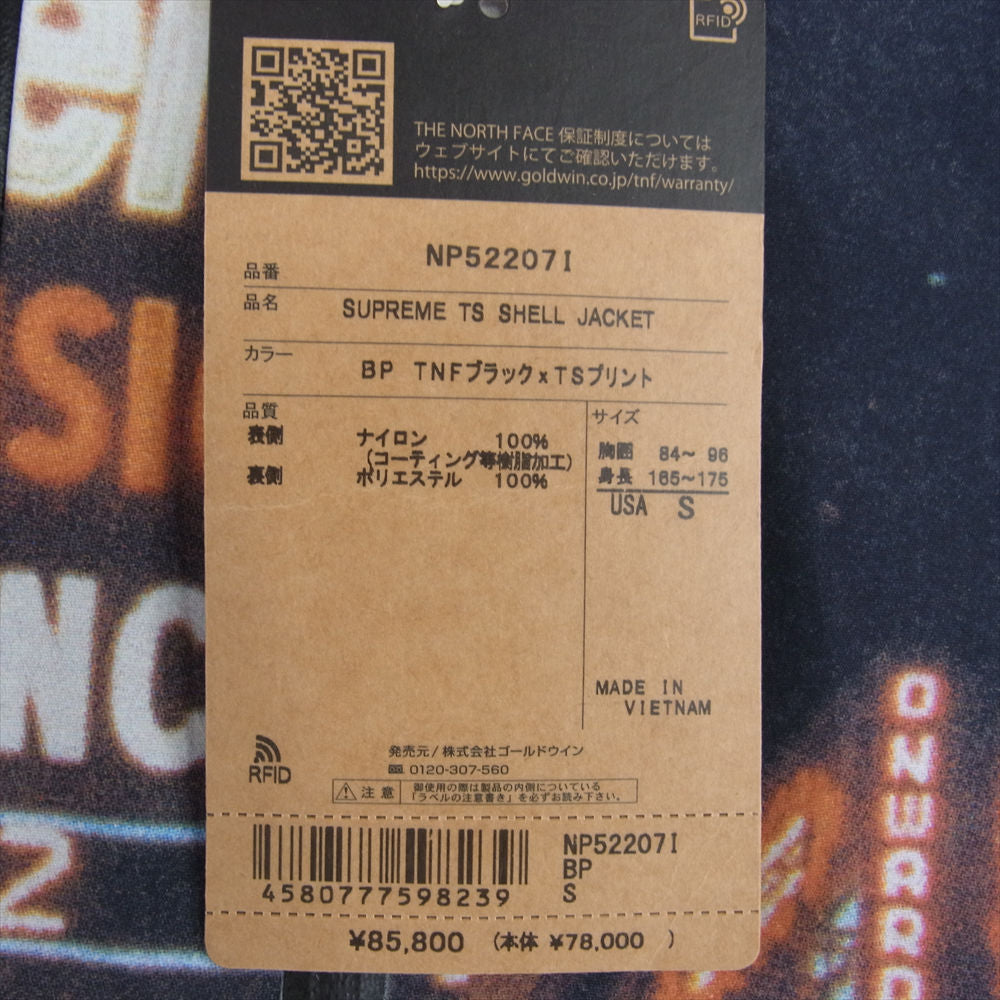 RFID
THE NORTH FACE 保証制度については
ウェブサイトにてご確認いただけます。
https://www.goldwin.co.jp/tnf/warranty/
品番 NP52207I
品名 SUPREME TS SHELL JACKET
カラー BP TNFブラックxTSプリント
品質
表側 ナイロン 100%
(コーティング等樹脂加工)
裏側 ポリエステル 100%
サイズ
胸囲 84～ 96
身長 165～175
USA S
MADE IN
VIETNAM
RFID
発売元/株式会社ゴールドウイン
0120-307-560
注意
御使用の際は製品の内側についている
「ラベルの注意書き」を必ずお読み下さい。
4580777598239
NP52207I
BP
S
¥85,800 (本体 ¥78,000 )
SI
NC
Z
ONWARD